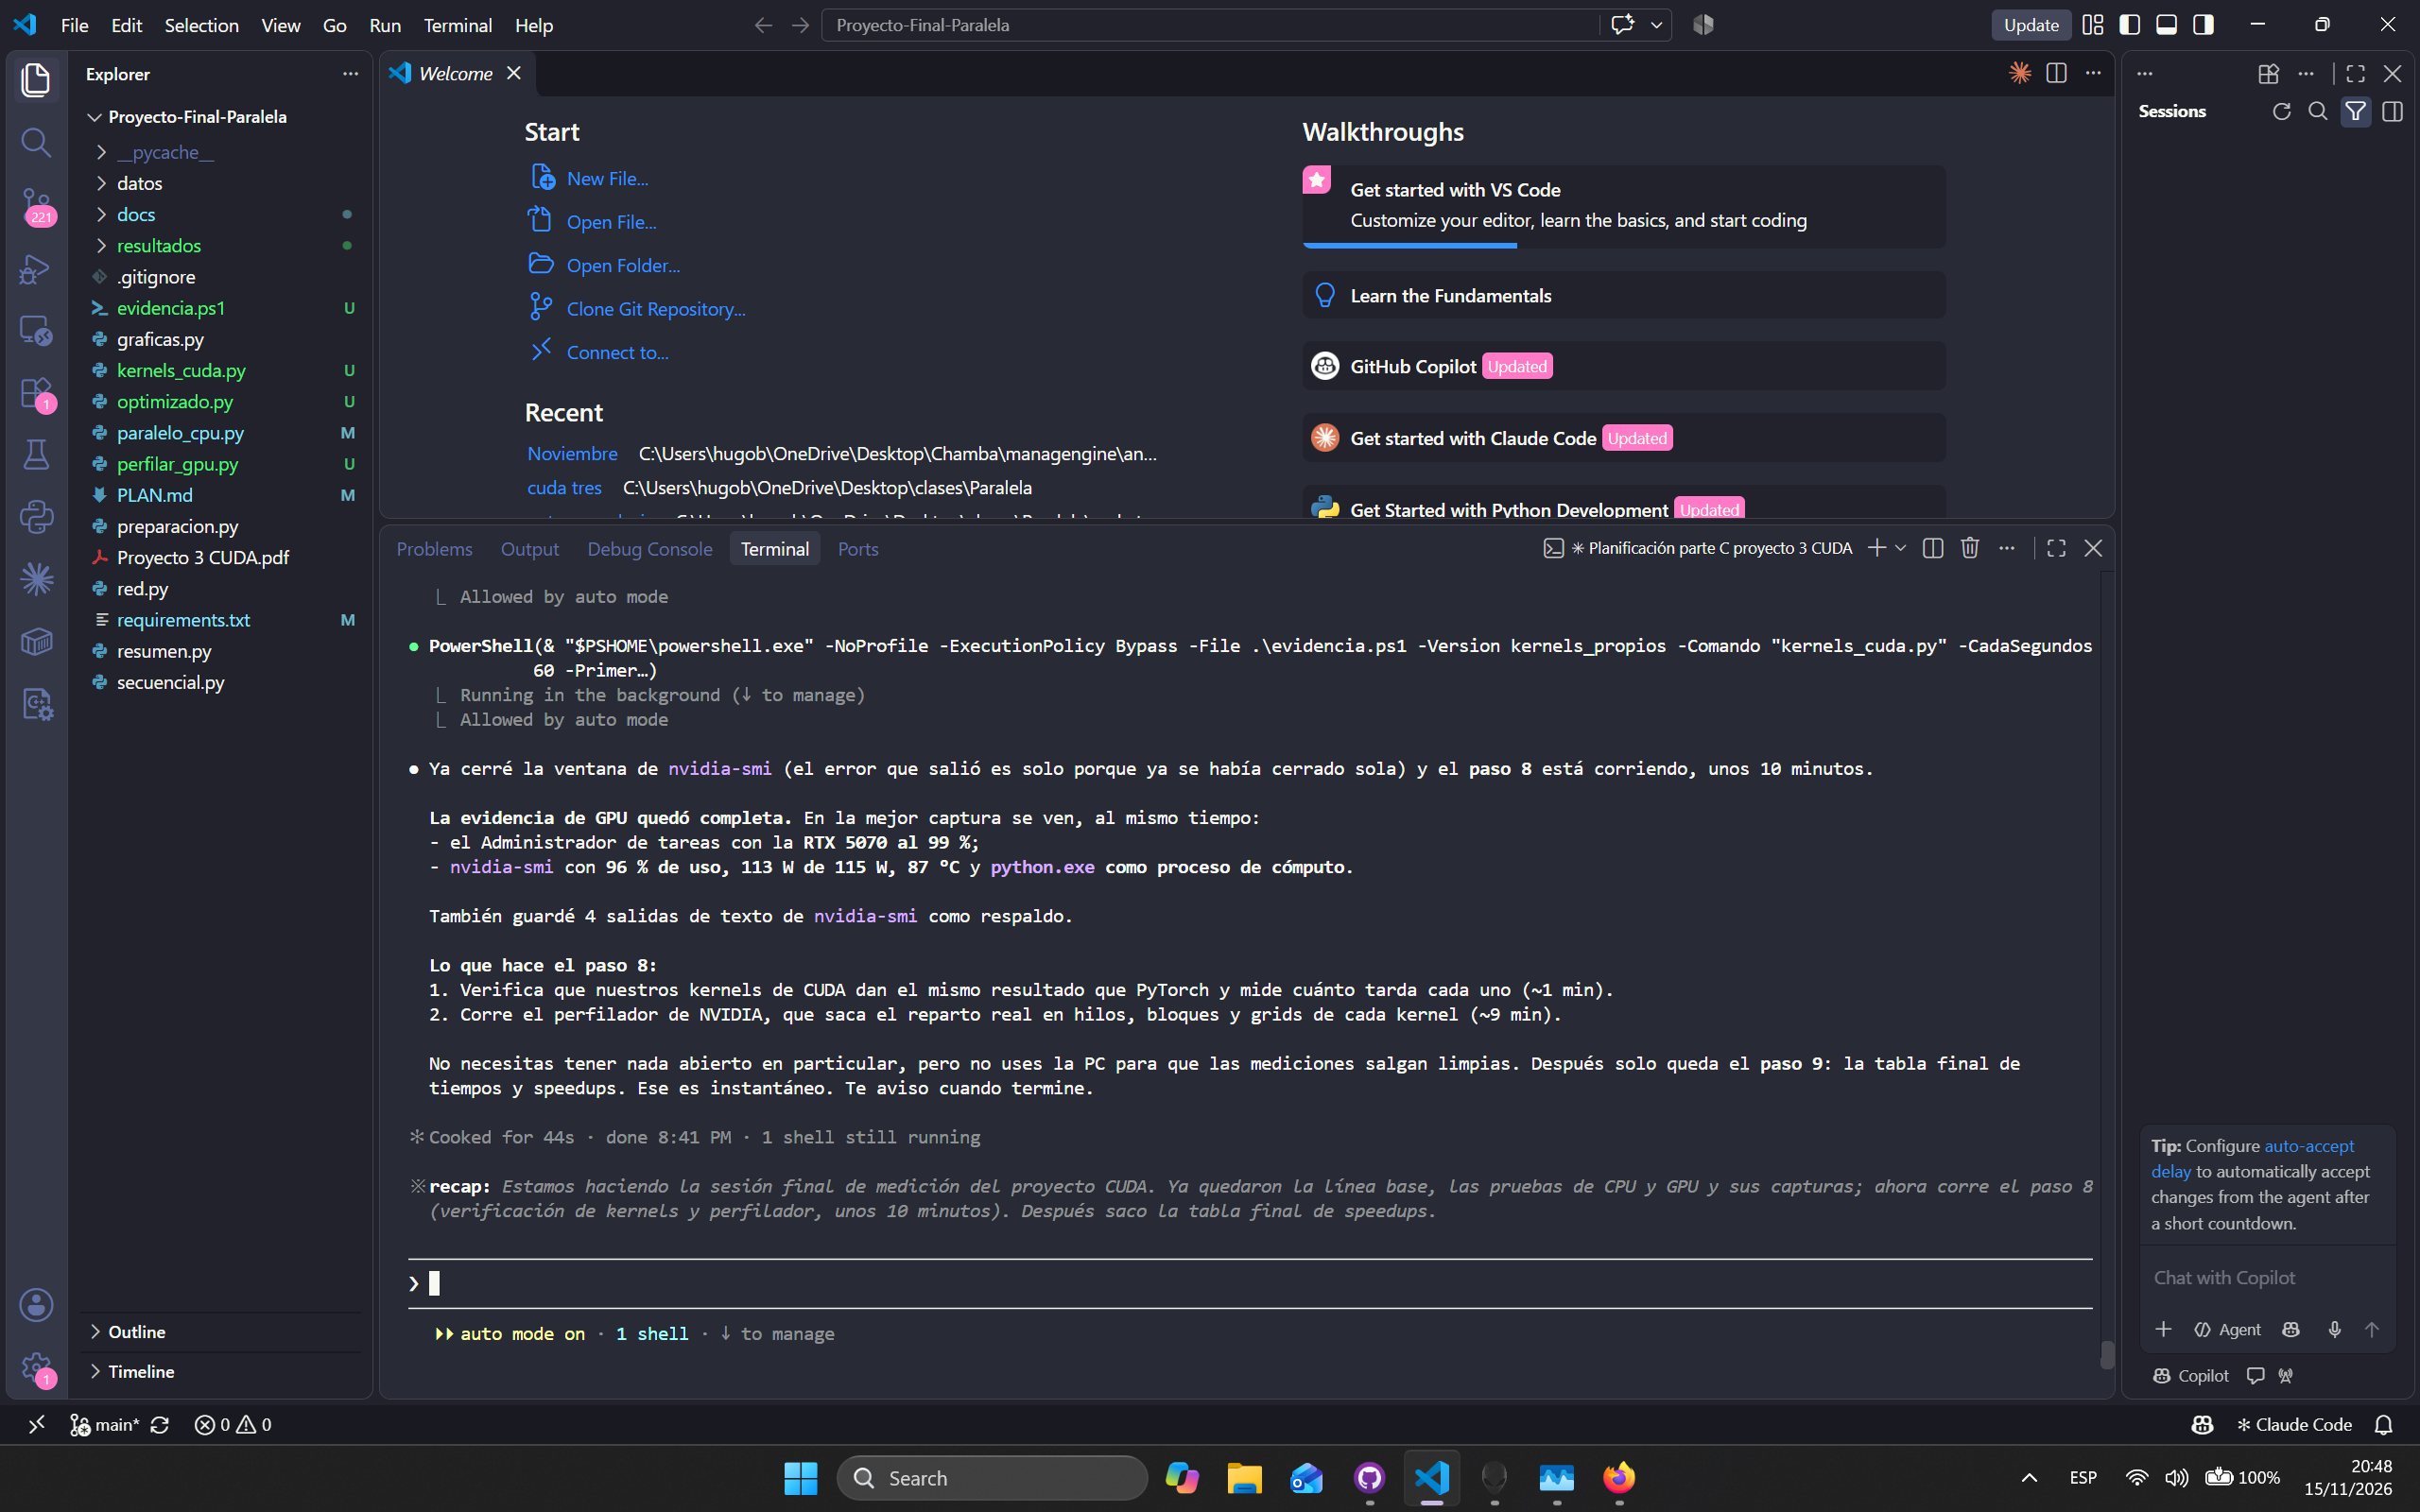 File Edit Selection View Go Run Terminal Help
Proyecto-Final-Paralela
Update
Explorer
Proyecto-Final-Paralela
__pycache__
datos
docs
resultados
.gitignore
evidencia.ps1 U
graficas.py
kernels_cuda.py U
optimizado.py U
paralelo_cpu.py M
perfilar_gpu.py U
PLAN.md M
preparacion.py
Proyecto 3 CUDA.pdf
red.py
requirements.txt M
resumen.py
secuencial.py
Outline
Timeline
221
1
1
Welcome
Start
New File...
Open File...
Open Folder...
Clone Git Repository...
Connect to...
Recent
Noviembre C:\Users\hugob\OneDrive\Desktop\Chamba\managengine\an...
cuda tres C:\Users\hugob\OneDrive\Desktop\clases\Paralela
Walkthroughs
Get started with VS Code
Customize your editor, learn the basics, and start coding
Learn the Fundamentals
GitHub Copilot Updated
Get started with Claude Code Updated
Get Started with Python Development Updated
Problems Output Debug Console Terminal Ports
✳ Planificación parte C proyecto 3 CUDA
⎿ Allowed by auto mode
● PowerShell(& "$PSHOME\powershell.exe" -NoProfile -ExecutionPolicy Bypass -File .\evidencia.ps1 -Version kernels_propios -Comando "kernels_cuda.py" -CadaSegundos
60 -Primer…)
⎿ Running in the background (↓ to manage)
⎿ Allowed by auto mode
● Ya cerré la ventana de nvidia-smi (el error que salió es solo porque ya se había cerrado sola) y el paso 8 está corriendo, unos 10 minutos.
La evidencia de GPU quedó completa. En la mejor captura se ven, al mismo tiempo:
- el Administrador de tareas con la RTX 5070 al 99 %;
- nvidia-smi con 96 % de uso, 113 W de 115 W, 87 °C y python.exe como proceso de cómputo.
También guardé 4 salidas de texto de nvidia-smi como respaldo.
Lo que hace el paso 8:
1. Verifica que nuestros kernels de CUDA dan el mismo resultado que PyTorch y mide cuánto tarda cada uno (~1 min).
2. Corre el perfilador de NVIDIA, que saca el reparto real en hilos, bloques y grids de cada kernel (~9 min).
No necesitas tener nada abierto en particular, pero no uses la PC para que las mediciones salgan limpias. Después solo queda el paso 9: la tabla final de
tiempos y speedups. Ese es instantáneo. Te aviso cuando termine.
✻ Cooked for 44s · done 8:41 PM · 1 shell still running
※ recap: Estamos haciendo la sesión final de medición del proyecto CUDA. Ya quedaron la línea base, las pruebas de CPU y GPU y sus capturas; ahora corre el paso 8
(verificación de kernels y perfilador, unos 10 minutos). Después saco la tabla final de speedups.
❯
⏵⏵ auto mode on · 1 shell · ↓ to manage
Sessions
Tip: Configure auto-accept
delay to automatically accept
changes from the agent after
a short countdown.
Chat with Copilot
Agent
Copilot
main* 0 0
Claude Code
Search
ESP 100%
20:48
15/11/2026